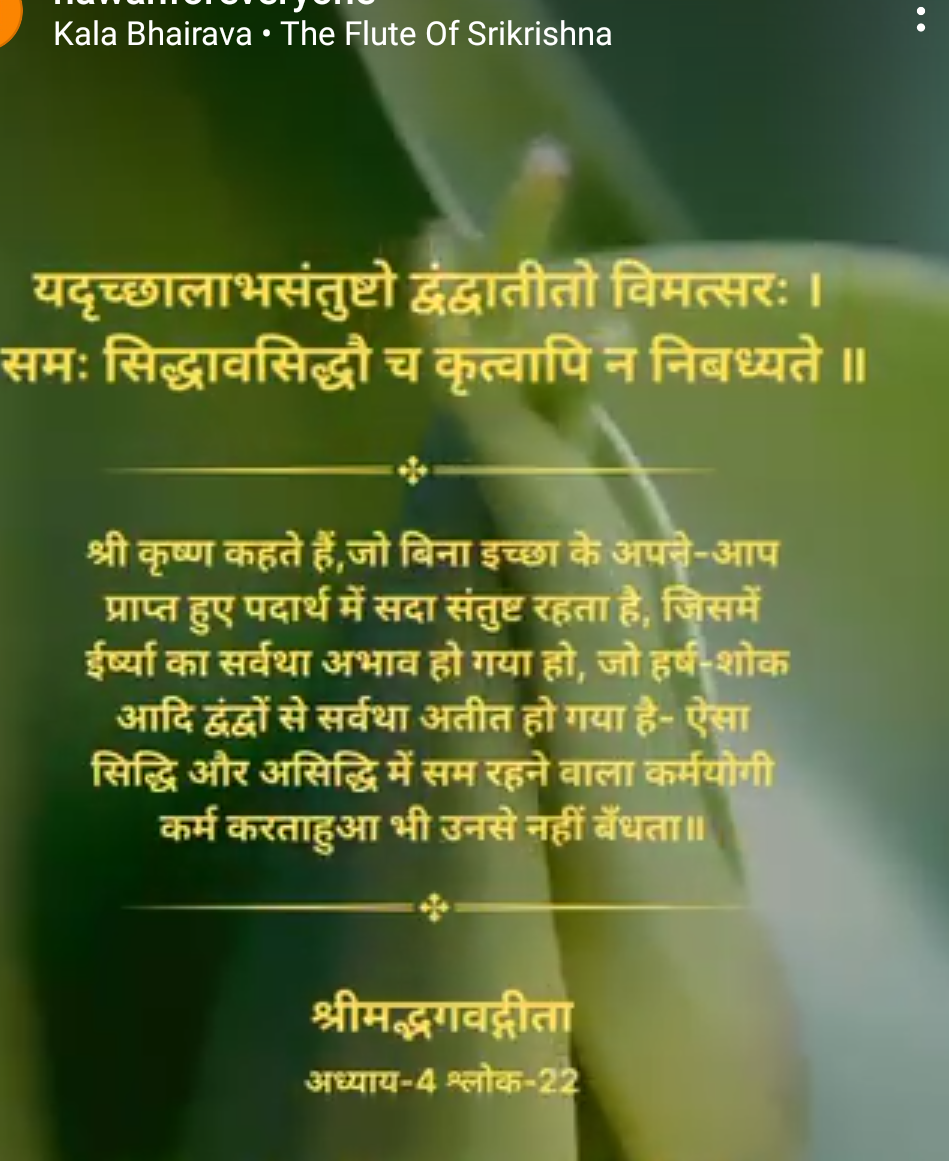 Kala Bhairava • The Flute Of Srikrishna
यदृच्छालाभसंतुष्टो द्वंद्वातीतो विमत्सरः ।
समः सिद्धावसिद्धौ च कृत्वापि न निबध्यते ॥
श्री कृष्ण कहते हैं,जो बिना इच्छा के अपने-आप
प्राप्त हुए पदार्थ में सदा संतुष्ट रहता है, जिसमें
ईर्ष्या का सर्वथा अभाव हो गया हो, जो हर्ष-शोक
आदि द्वंद्वों से सर्वथा अतीत हो गया है- ऐसा
सिद्धि और असिद्धि में सम रहने वाला कर्मयोगी
कर्म करताहुआ भी उनसे नहीं बँधता॥
श्रीमद्भगवद्गीता
अध्याय-4 श्लोक-22